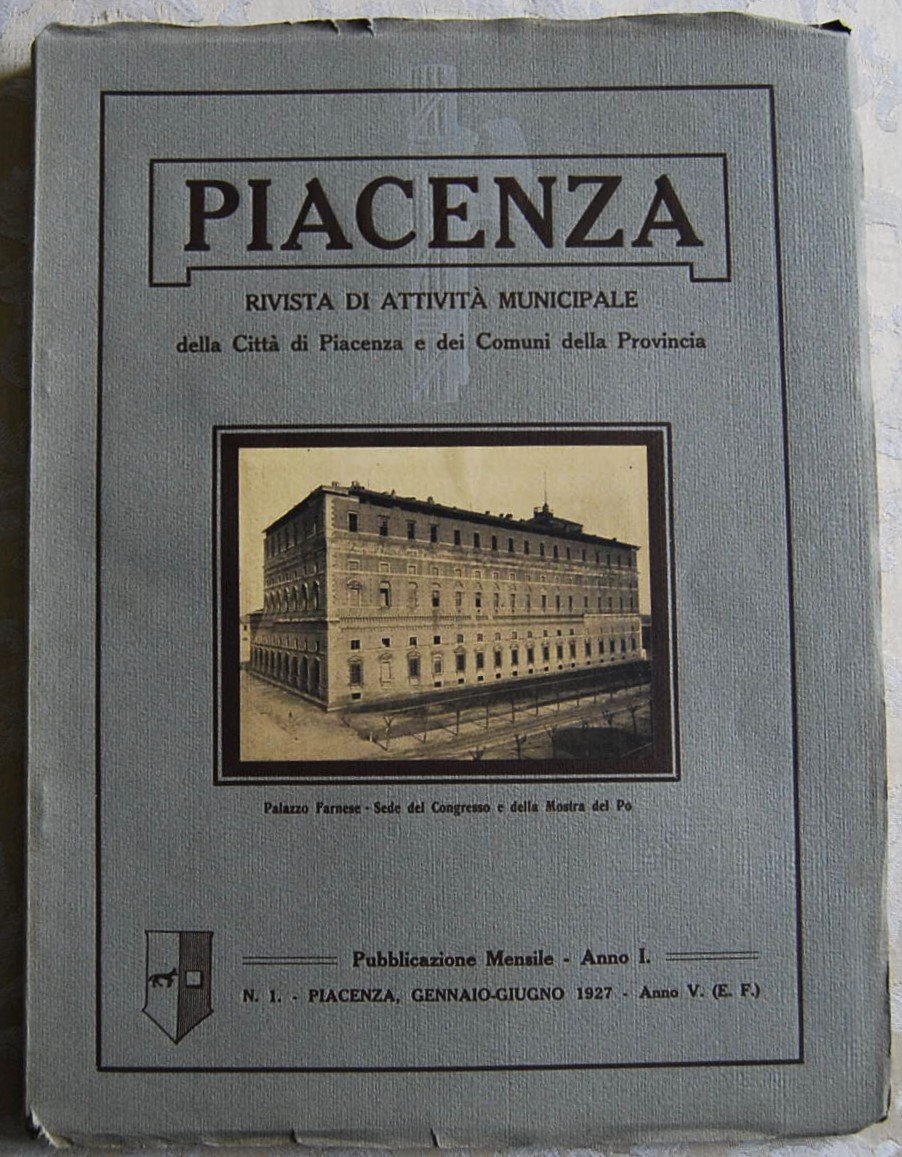 PIACENZA
RIVISTA DI ATTIVITÀ MUNICIPALE
della Città di Piacenza e dei Comuni della Provincia
Palazzo Farnese - Sede del Congresso e della Mostra del Po
Pubblicazione Mensile - Anno I.
N. 1. - PIACENZA, GENNAIO-GIUGNO 1927 - Anno V. (E. F.)